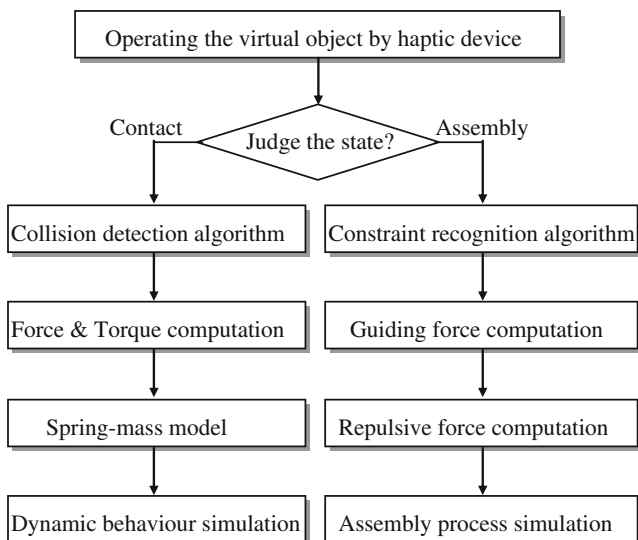 Operating the virtual object by haptic device
Contact
Judge the state?
Assembly
Collision detection algorithm
Constraint recognition algorithm
Force & Torque computation
Guiding force computation
Spring-mass model
Repulsive force computation
Dynamic behaviour simulation
Assembly process simulation